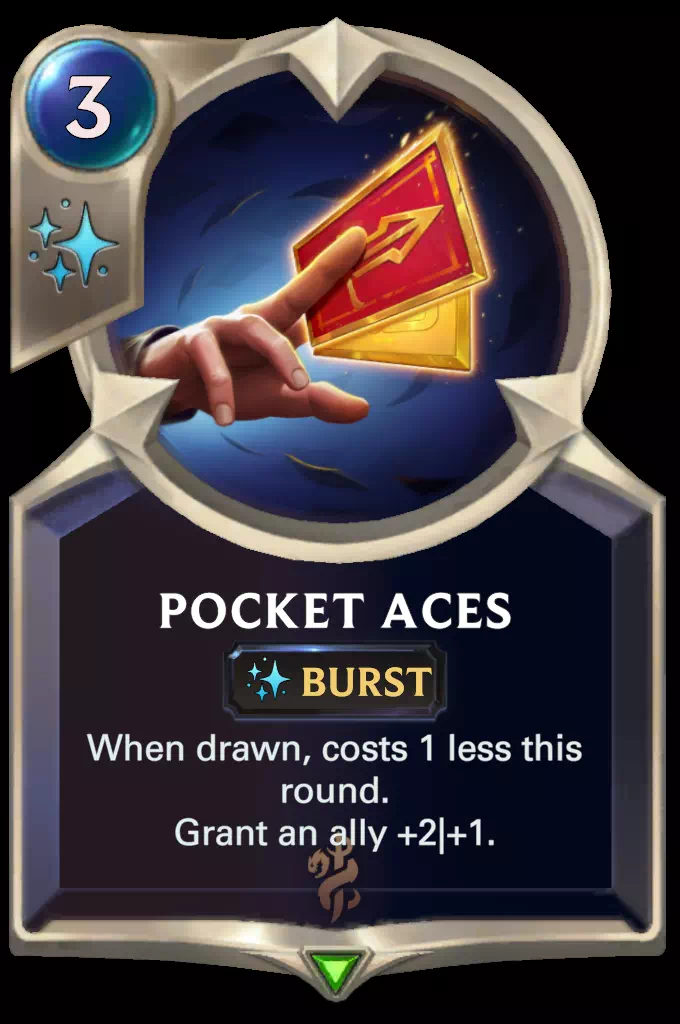 3
POCKET ACES
BURST
When drawn, costs 1 less this
round.
Grant an ally +2|+1.